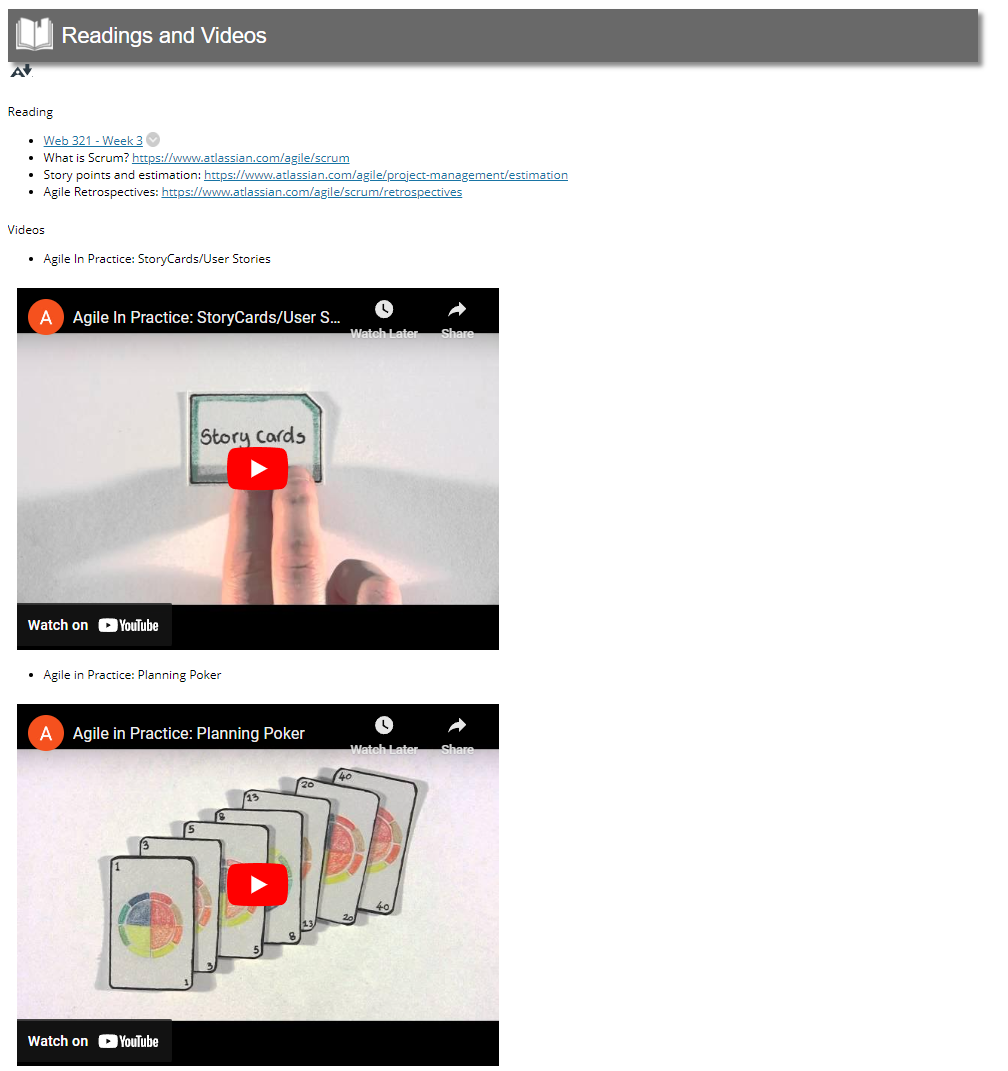 Readings and Videos
A
Reading
Web 321 - Week 3
What is Scrum? https://www.atlassian.com/agile/scrum
Story points and estimation: https://www.atlassian.com/agile/project-management/estimation
Agile Retrospectives: https://www.atlassian.com/agile/scrum/retrospectives
Videos
Agile In Practice: StoryCards/User Stories
A Agile In Practice: StoryCards/User S... Watch Later Share
Story cards
Watch on YouTube
Agile in Practice: Planning Poker
A Agile in Practice: Planning Poker Watch Later Share
40
20
13
8
5
3
1
40
20
13
8
5
3
1
Watch on YouTube